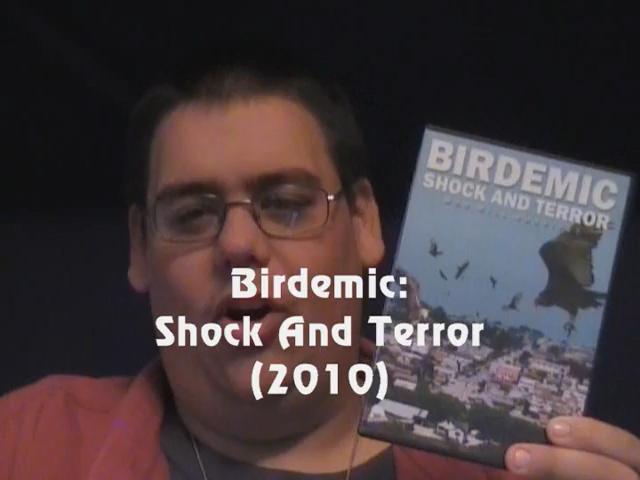 BIRDEMIC
SHOCK AND TERROR
Birdemic:
Shock And Terror
(2010)